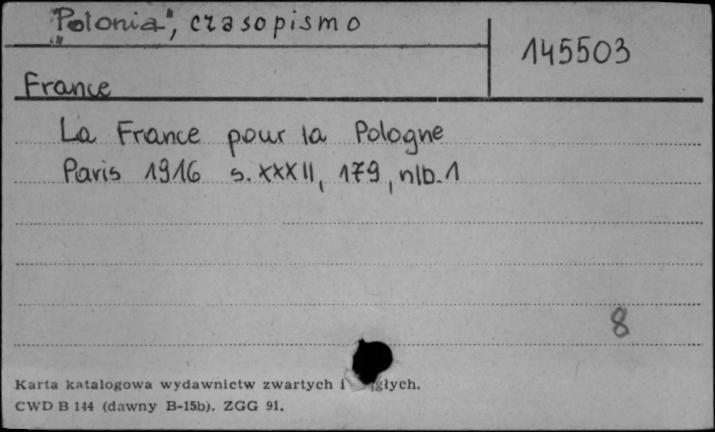 "Polonia", czasopismo
145503
France
La France pour la Pologne
Paris 1916 s. XXXII, 179, nlb. 1
8
Karta katalogowa wydawnictw zwartych i
CWD B 144 (dawny B-15b). ZGG 91.